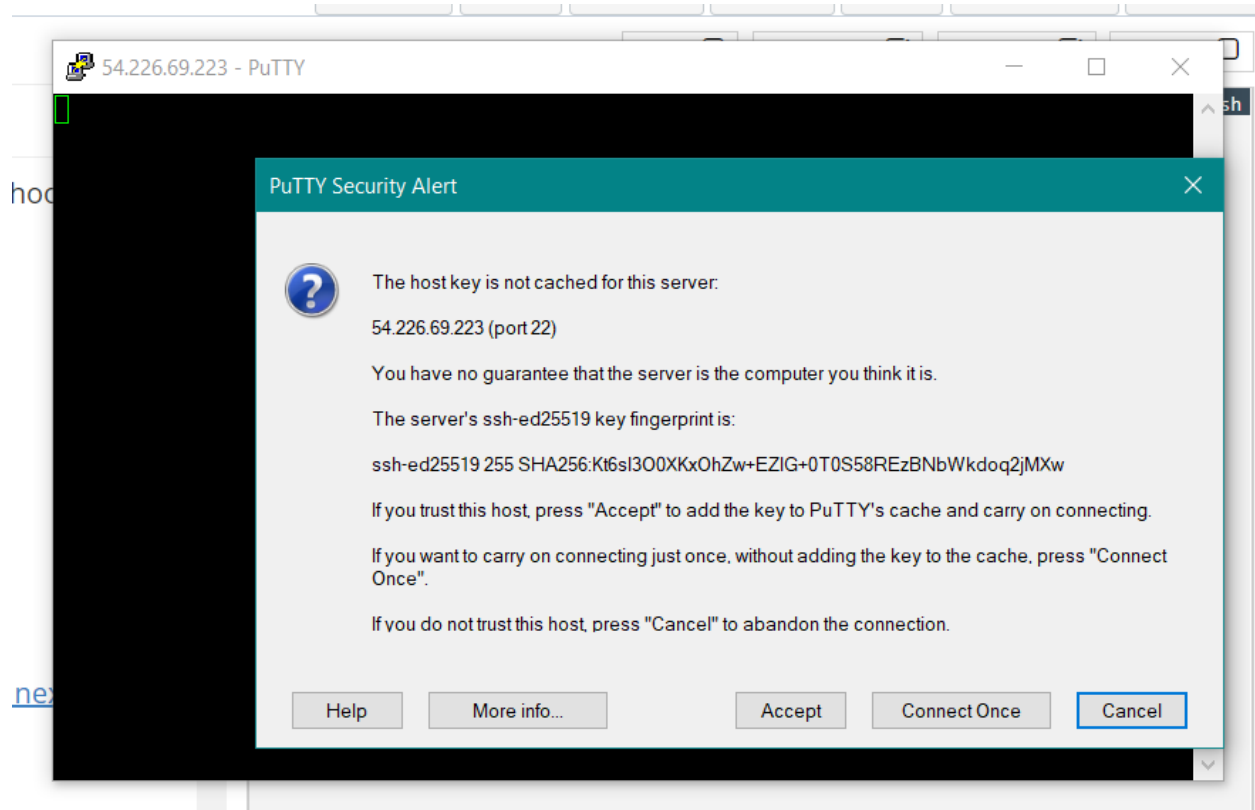 54.226.69.223 - PuTTY
sh
hoo
PuTTY Security Alert
The host key is not cached for this server:
54.226.69.223 (port 22)
You have no guarantee that the server is the computer you think it is.
The server's ssh-ed25519 key fingerprint is:
ssh-ed25519 255 SHA256:Kt6sI3O0XKxOhZw+EZIG+0T0S58REzBNbWkdoq2jMXw
If you trust this host, press "Accept" to add the key to PuTTY's cache and carry on connecting.
If you want to carry on connecting just once, without adding the key to the cache, press "Connect
Once".
If you do not trust this host, press "Cancel" to abandon the connection.
nex
Help More info... Accept Connect Once Cancel